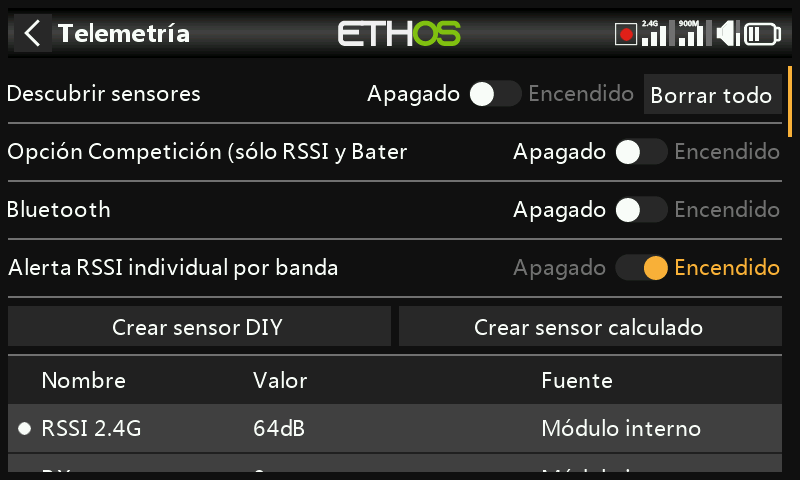 Telemetría ETHOS 2.4G 900M
Descubrir sensores Apagado Encendido Borrar todo
Opción Competición (sólo RSSI y Bater Apagado Encendido
Bluetooth Apagado Encendido
Alerta RSSI individual por banda Apagado Encendido
Crear sensor DIY Crear sensor calculado
Nombre Valor Fuente
RSSI 2.4G 64dB Módulo interno